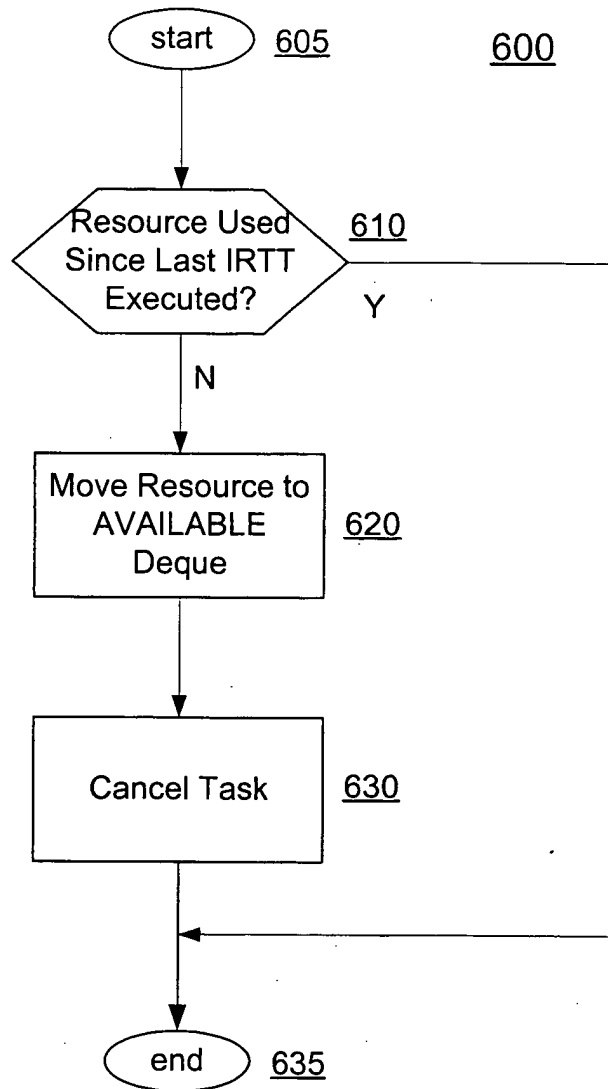 start 605 600
Resource Used
Since Last IRTT
Executed?
610
Y
N
Move Resource to
AVAILABLE
Deque
620
Cancel Task 630
end 635